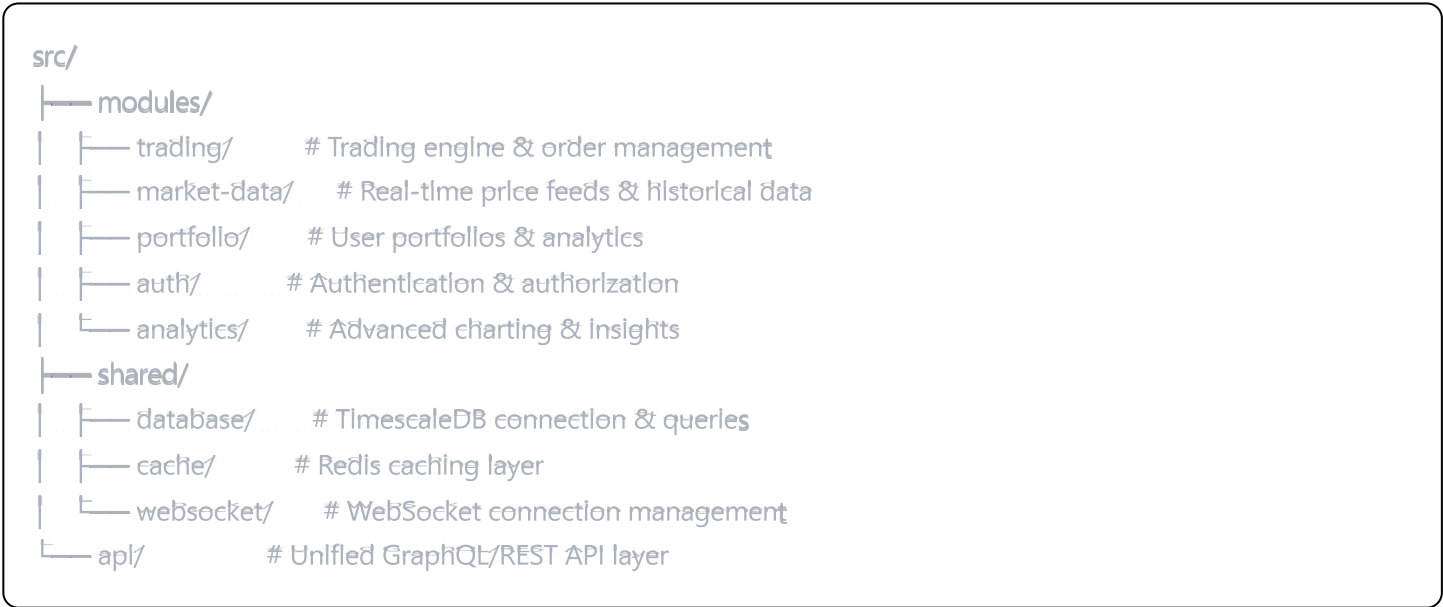 src/
├── modules/
│   ├── trading/          # Trading engine & order management
│   ├── market-data/      # Real-time price feeds & historical data
│   ├── portfolio/        # User portfolios & analytics
│   ├── auth/             # Authentication & authorization
│   └── analytics/        # Advanced charting & insights
├── shared/
│   ├── database/         # TimescaleDB connection & queries
│   ├── cache/            # Redis caching layer
│   └── websocket/        # WebSocket connection management
└── api/                  # Unified GraphQL/REST API layer